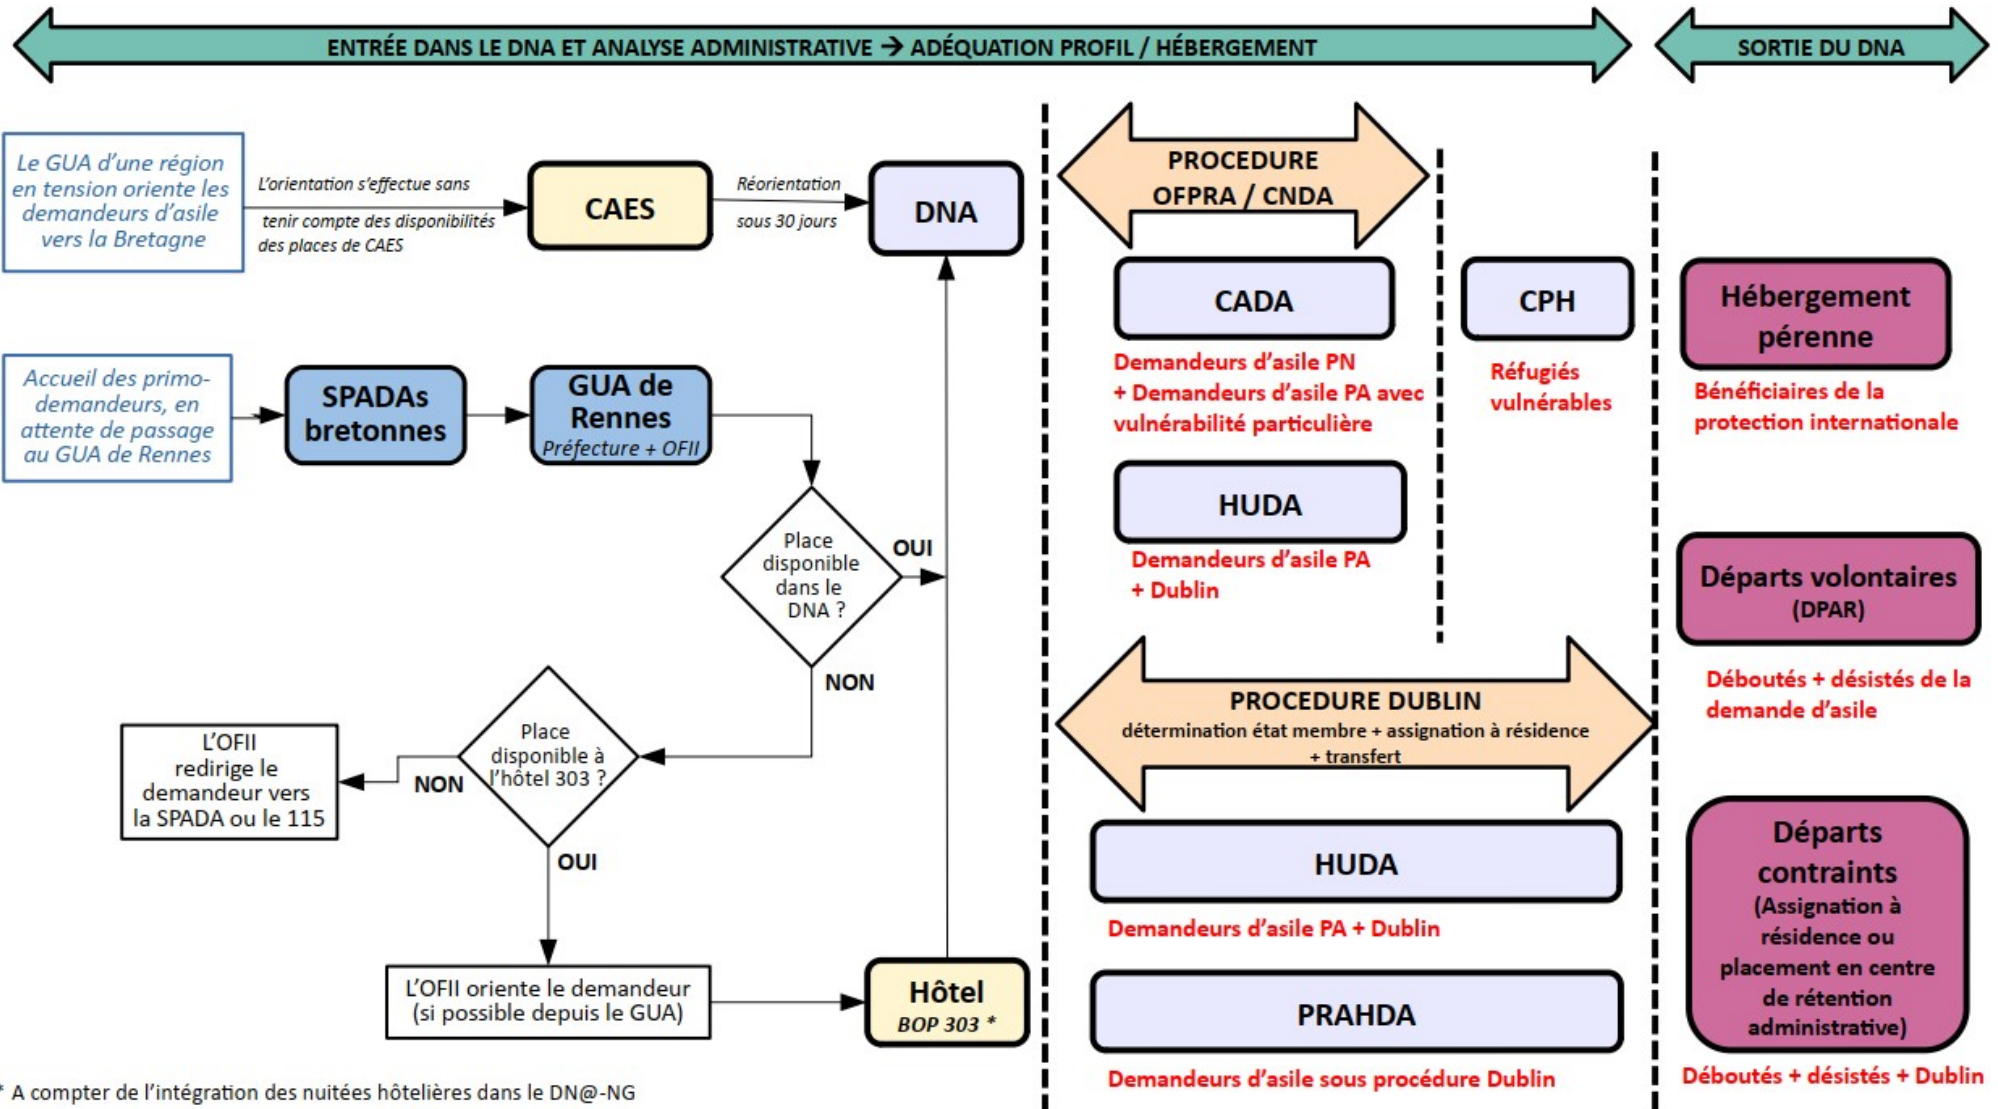 ENTRÉE DANS LE DNA ET ANALYSE ADMINISTRATIVE → ADÉQUATION PROFIL / HÉBERGEMENT
SORTIE DU DNA
Le GUA d’une région
en tension oriente les
demandeurs d’asile
vers la Bretagne
L’orientation s’effectue sans
tenir compte des disponibilités
des places de CAES
CAES
Réorientation
sous 30 jours
DNA
Accueil des primo-
demandeurs, en
attente de passage
au GUA de Rennes
SPADAs
bretonnes
GUA de
Rennes
Préfecture + OFII
Place
disponible
dans le
DNA ?
OUI
NON
Place
disponible à
l’hôtel 303 ?
NON
OUI
L’OFII
redirige le
demandeur vers
la SPADA ou le 115
L’OFII oriente le demandeur
(si possible depuis le GUA)
Hôtel
BOP 303 *
* A compter de l’intégration des nuitées hôtelières dans le DN@-NG
PROCEDURE
OFPRA / CNDA
CADA
Demandeurs d’asile PN
+ Demandeurs d’asile PA avec
vulnérabilité particulière
HUDA
Demandeurs d’asile PA
+ Dublin
CPH
Réfugiés
vulnérables
PROCEDURE DUBLIN
détermination état membre + assignation à résidence
+ transfert
HUDA
Demandeurs d’asile PA + Dublin
PRAHDA
Demandeurs d’asile sous procédure Dublin
Hébergement
pérenne
Bénéficiaires de la
protection internationale
Départs volontaires
(DPAR)
Déboutés + désistés de la
demande d’asile
Départs
contraints
(Assignation à
résidence ou
placement en centre
de rétention
administrative)
Déboutés + désistés + Dublin